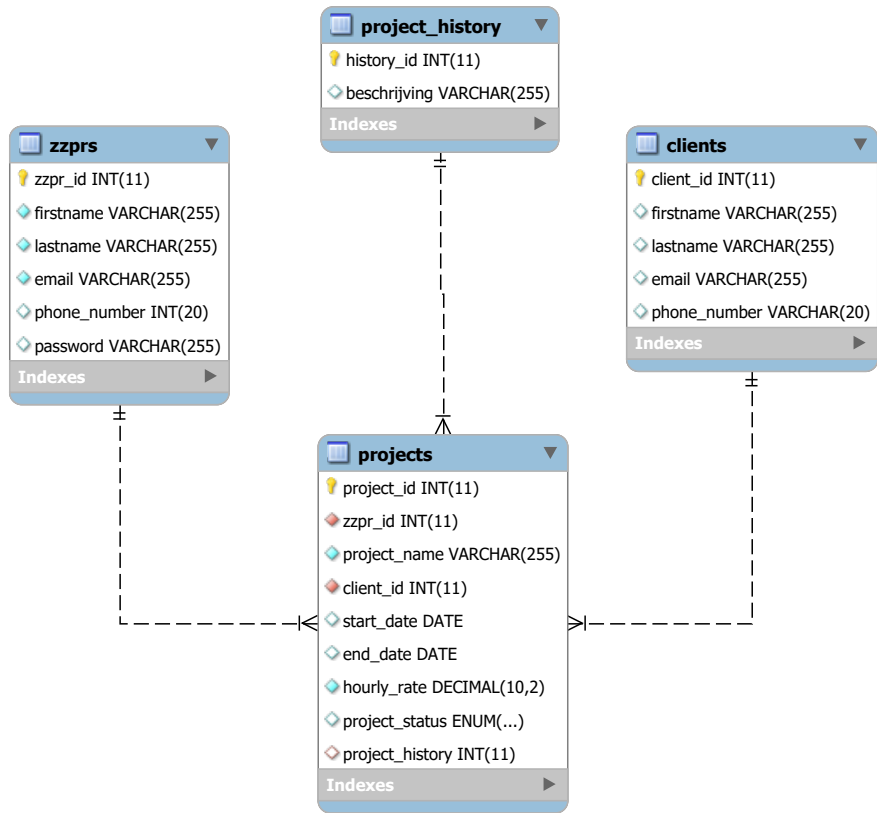 project_history
history_id INT(11)
beschrijving VARCHAR(255)
Indexes
zzprs
zzpr_id INT(11)
firstname VARCHAR(255)
lastname VARCHAR(255)
email VARCHAR(255)
phone_number INT(20)
password VARCHAR(255)
Indexes
clients
client_id INT(11)
firstname VARCHAR(255)
lastname VARCHAR(255)
email VARCHAR(255)
phone_number VARCHAR(20)
Indexes
projects
project_id INT(11)
zzpr_id INT(11)
project_name VARCHAR(255)
client_id INT(11)
start_date DATE
end_date DATE
hourly_rate DECIMAL(10,2)
project_status ENUM(...)
project_history INT(11)
Indexes